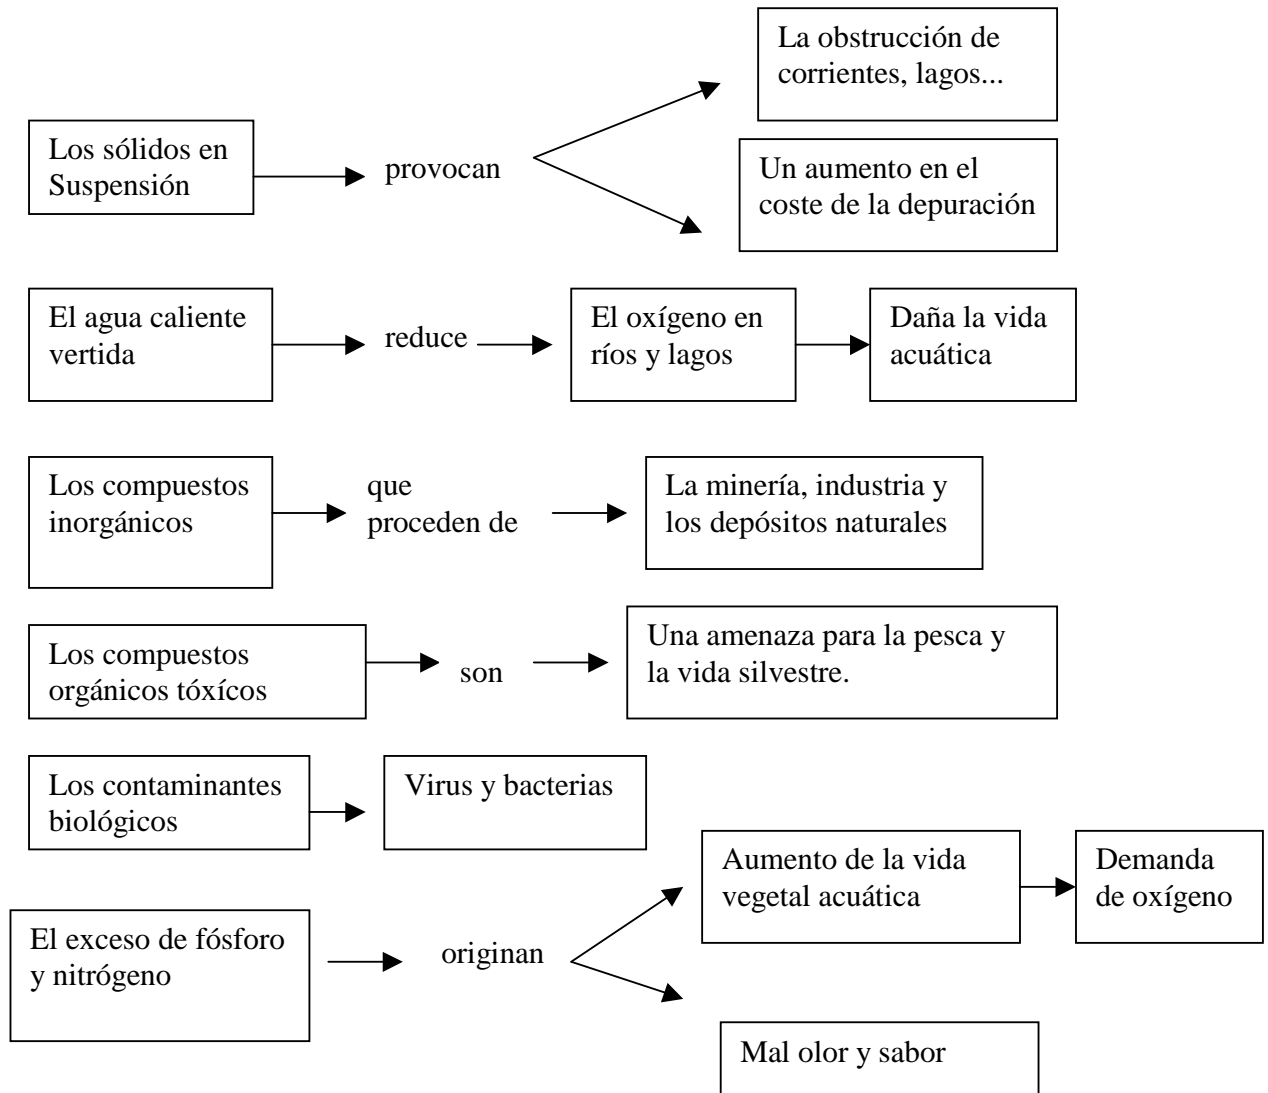 La obstrucción de
corrientes, lagos...
Los sólidos en
Suspensión
provocan
Un aumento en el
coste de la depuración
El agua caliente
vertida
reduce
El oxígeno en
ríos y lagos
Daña la vida
acuática
Los compuestos
inorgánicos
que
proceden de
La minería, industria y
los depósitos naturales
Los compuestos
orgánicos tóxícos
son
Una amenaza para la pesca y
la vida silvestre.
Los contaminantes
biológicos
Virus y bacterias
El exceso de fósforo
y nitrógeno
originan
Aumento de la vida
vegetal acuática
Demanda
de oxígeno
Mal olor y sabor